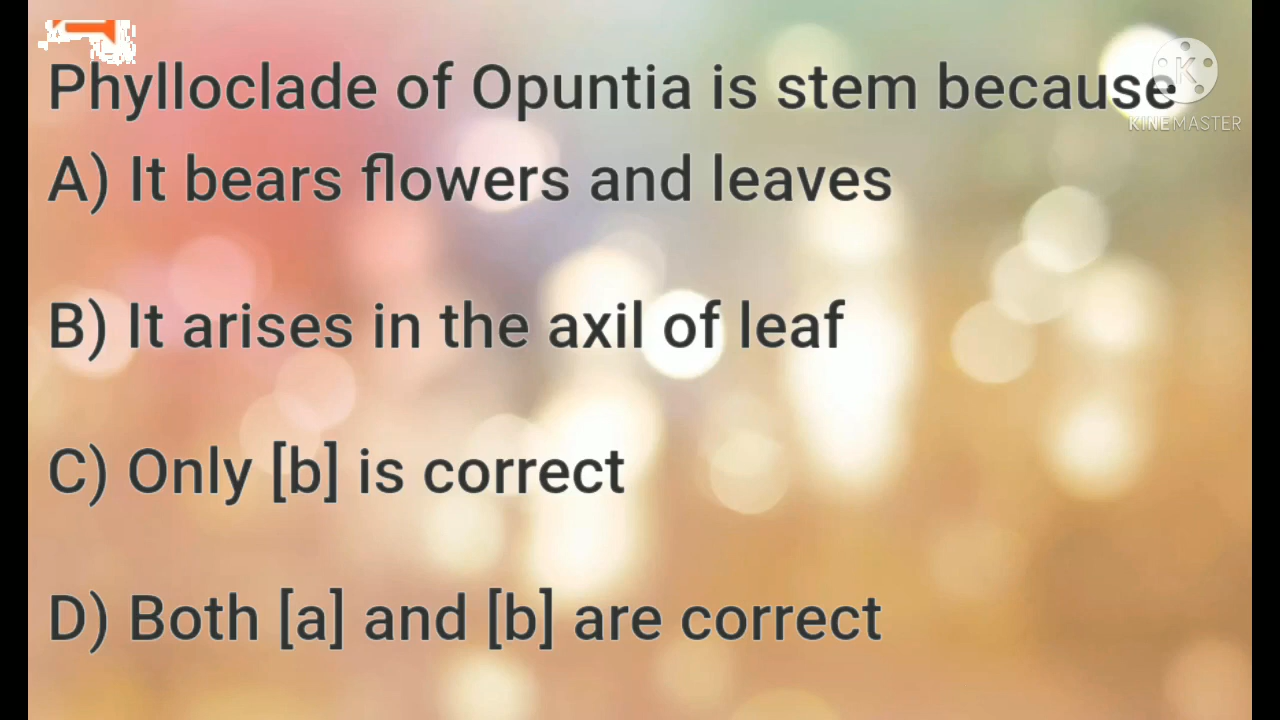 Phylloclade of Opuntia is stem because
K
KINEMASTER
A) It bears flowers and leaves
B) It arises in the axil of leaf
C) Only [b] is correct
D) Both [a] and [b] are correct